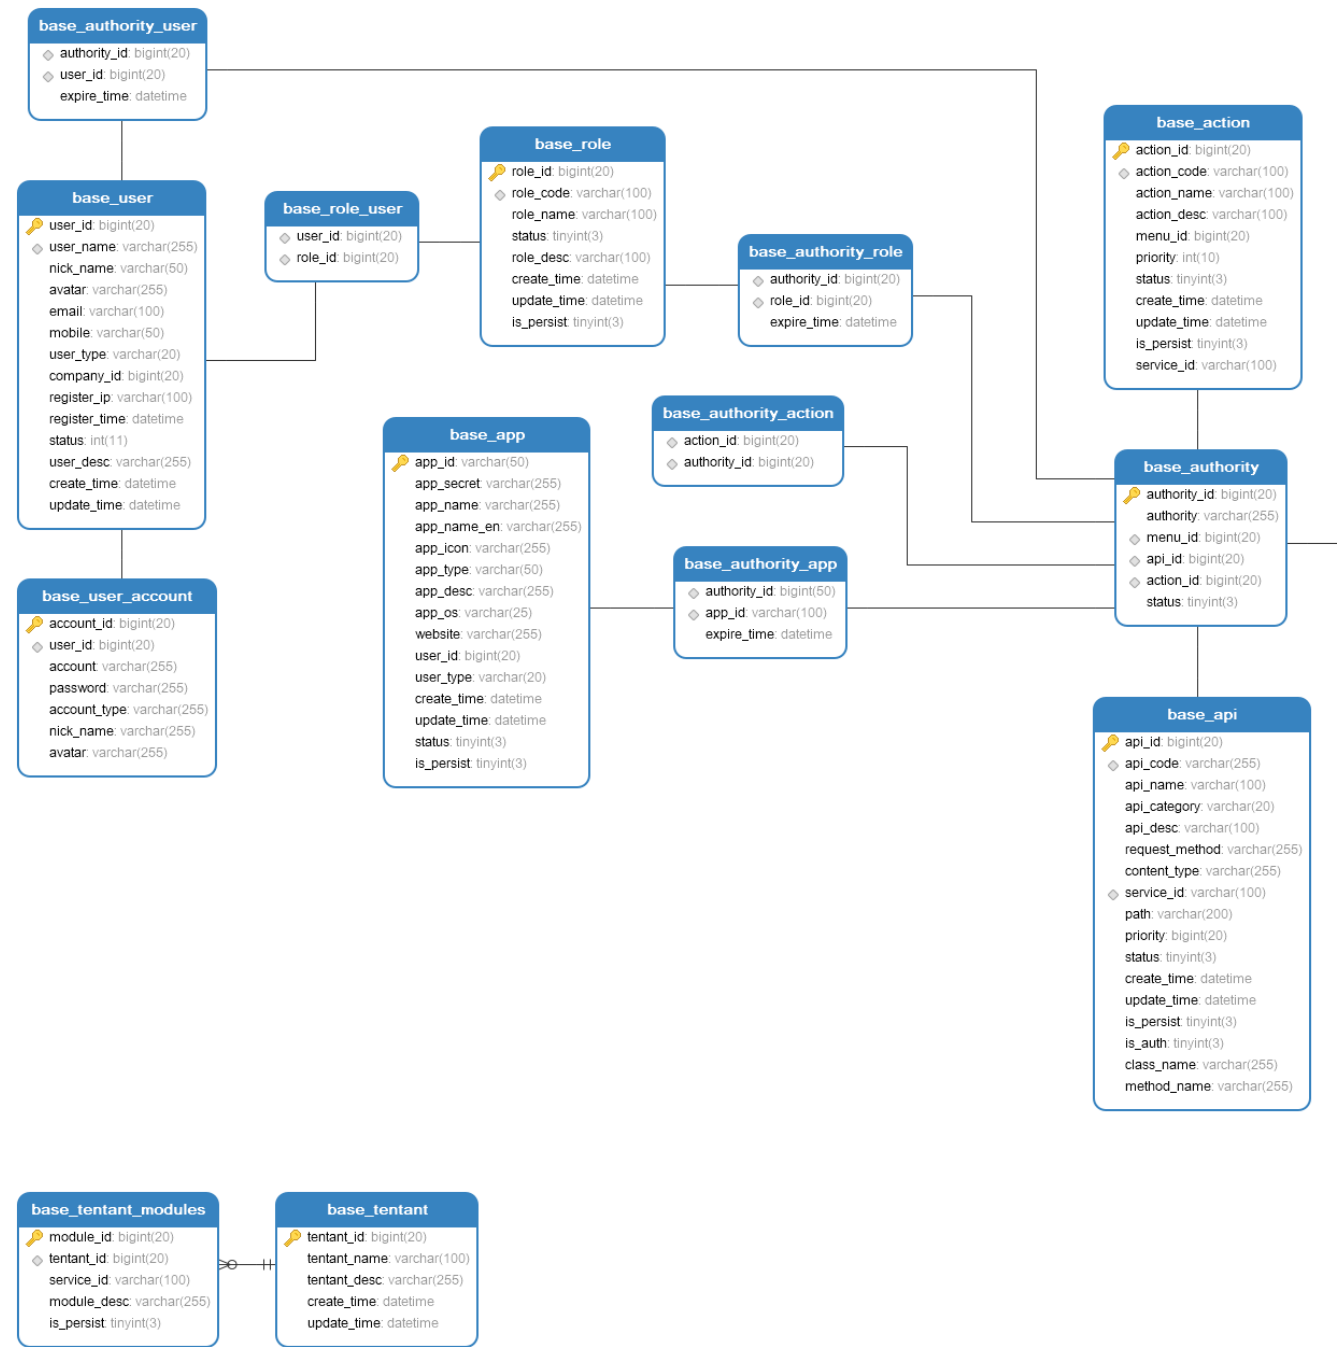 base_authority_user
authority_id: bigint(20)
user_id: bigint(20)
expire_time: datetime
base_user
user_id: bigint(20)
user_name: varchar(255)
nick_name: varchar(50)
avatar: varchar(255)
email: varchar(100)
mobile: varchar(50)
user_type: varchar(20)
company_id: bigint(20)
register_ip: varchar(100)
register_time: datetime
status: int(11)
user_desc: varchar(255)
create_time: datetime
update_time: datetime
base_user_account
account_id: bigint(20)
user_id: bigint(20)
account: varchar(255)
password: varchar(255)
account_type: varchar(255)
nick_name: varchar(255)
avatar: varchar(255)
base_role_user
user_id: bigint(20)
role_id: bigint(20)
base_role
role_id: bigint(20)
role_code: varchar(100)
role_name: varchar(100)
status: tinyint(3)
role_desc: varchar(100)
create_time: datetime
update_time: datetime
is_persist: tinyint(3)
base_authority_role
authority_id: bigint(20)
role_id: bigint(20)
expire_time: datetime
base_action
action_id: bigint(20)
action_code: varchar(100)
action_name: varchar(100)
action_desc: varchar(100)
menu_id: bigint(20)
priority: int(10)
status: tinyint(3)
create_time: datetime
update_time: datetime
is_persist: tinyint(3)
service_id: varchar(100)
base_app
app_id: varchar(50)
app_secret: varchar(255)
app_name: varchar(255)
app_name_en: varchar(255)
app_icon: varchar(255)
app_type: varchar(50)
app_desc: varchar(255)
app_os: varchar(25)
website: varchar(255)
user_id: bigint(20)
user_type: varchar(20)
create_time: datetime
update_time: datetime
status: tinyint(3)
is_persist: tinyint(3)
base_authority_action
action_id: bigint(20)
authority_id: bigint(20)
base_authority_app
authority_id: bigint(50)
app_id: varchar(100)
expire_time: datetime
base_authority
authority_id: bigint(20)
authority: varchar(255)
menu_id: bigint(20)
api_id: bigint(20)
action_id: bigint(20)
status: tinyint(3)
base_api
api_id: bigint(20)
api_code: varchar(255)
api_name: varchar(100)
api_category: varchar(20)
api_desc: varchar(100)
request_method: varchar(255)
content_type: varchar(255)
service_id: varchar(100)
path: varchar(200)
priority: bigint(20)
status: tinyint(3)
create_time: datetime
update_time: datetime
is_persist: tinyint(3)
is_auth: tinyint(3)
class_name: varchar(255)
method_name: varchar(255)
base_tentant_modules
module_id: bigint(20)
tentant_id: bigint(20)
service_id: varchar(100)
module_desc: varchar(255)
is_persist: tinyint(3)
base_tentant
tentant_id: bigint(20)
tentant_name: varchar(100)
tentant_desc: varchar(255)
create_time: datetime
update_time: datetime